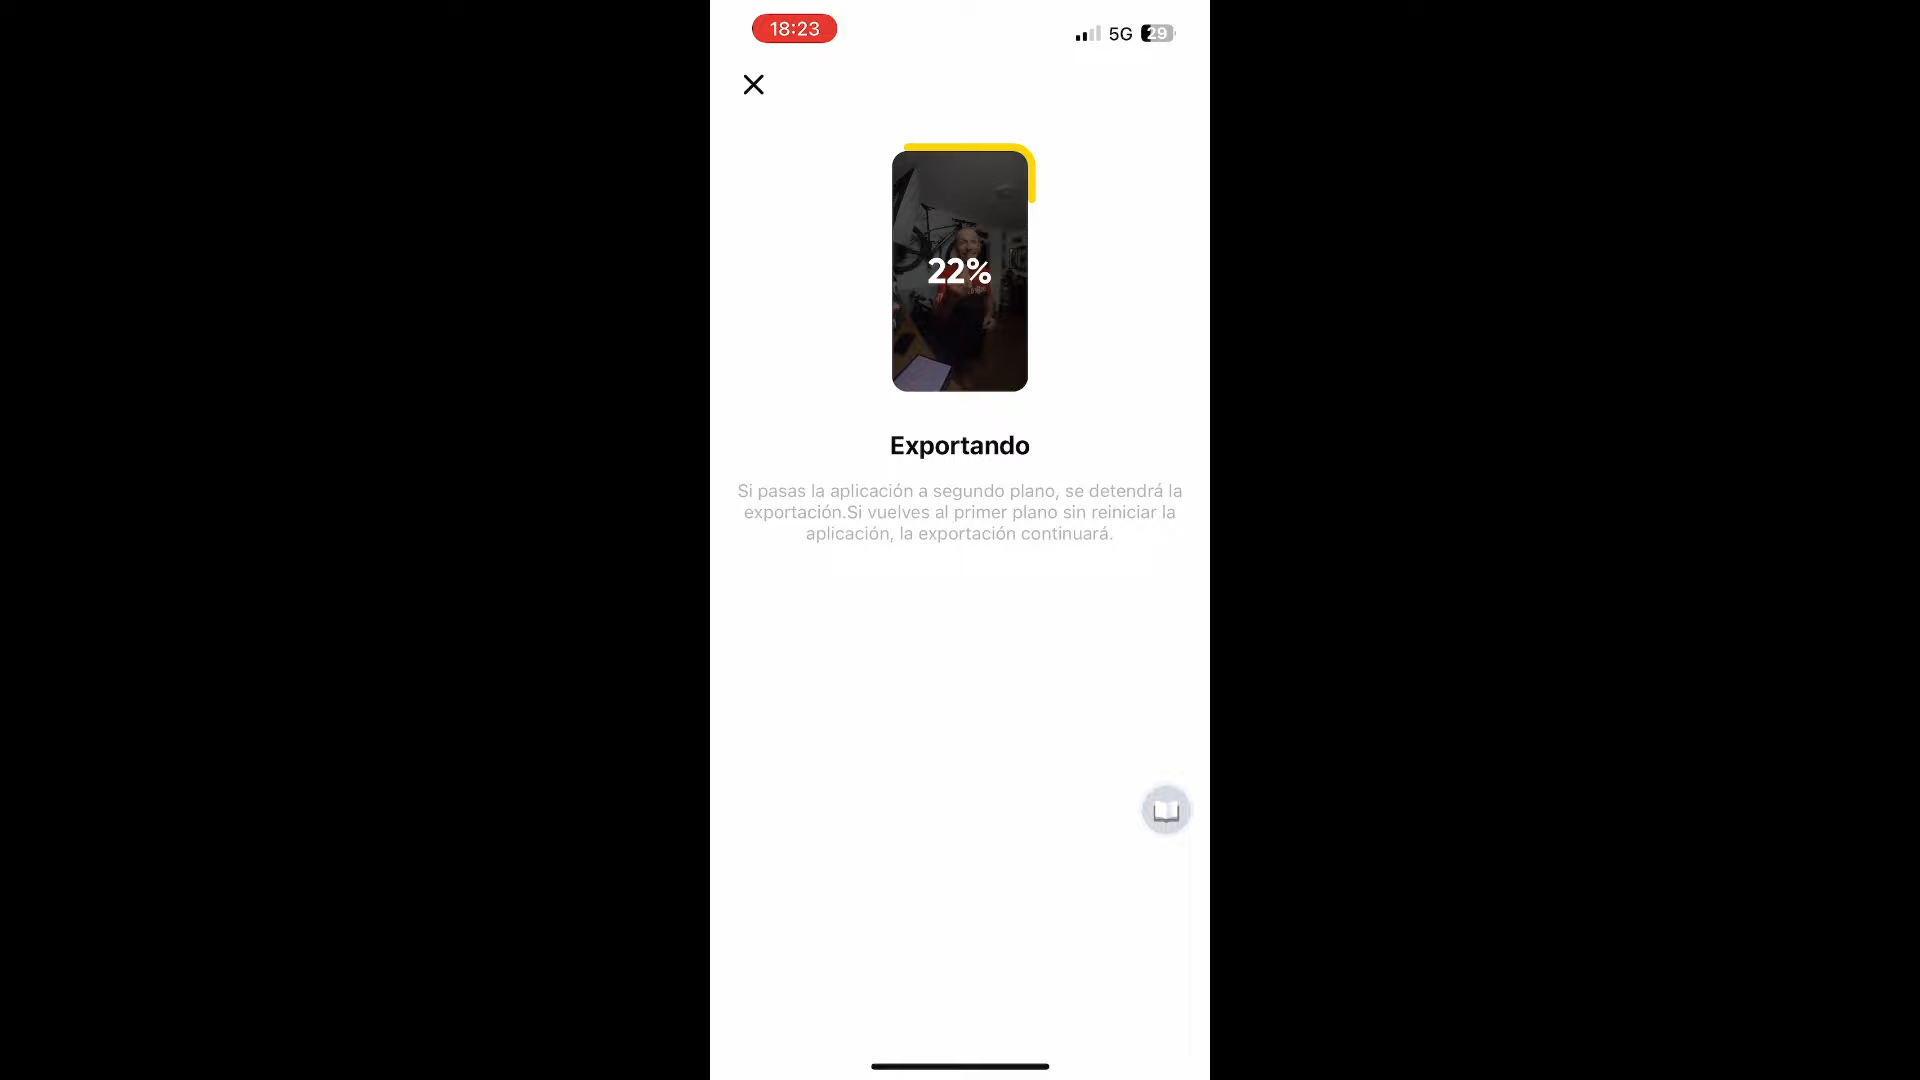 18:23
5G 29
22%
Exportando
Si pasas la aplicación a segundo plano, se detendrá la
exportación.Si vuelves al primer plano sin reiniciar la
aplicación, la exportación continuará.